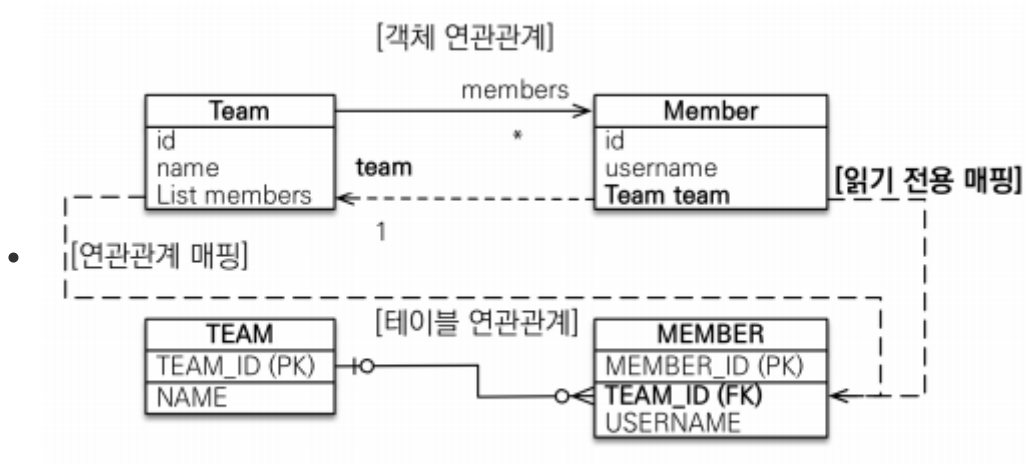 [객체 연관관계]
members
Team
Member
*
id
name
List members
team
1
id
username
Team team
[읽기 전용 매핑]
[연관관계 매핑]
[테이블 연관관계]
TEAM
TEAM_ID (PK)
NAME
MEMBER
MEMBER_ID (PK)
TEAM_ID (FK)
USERNAME